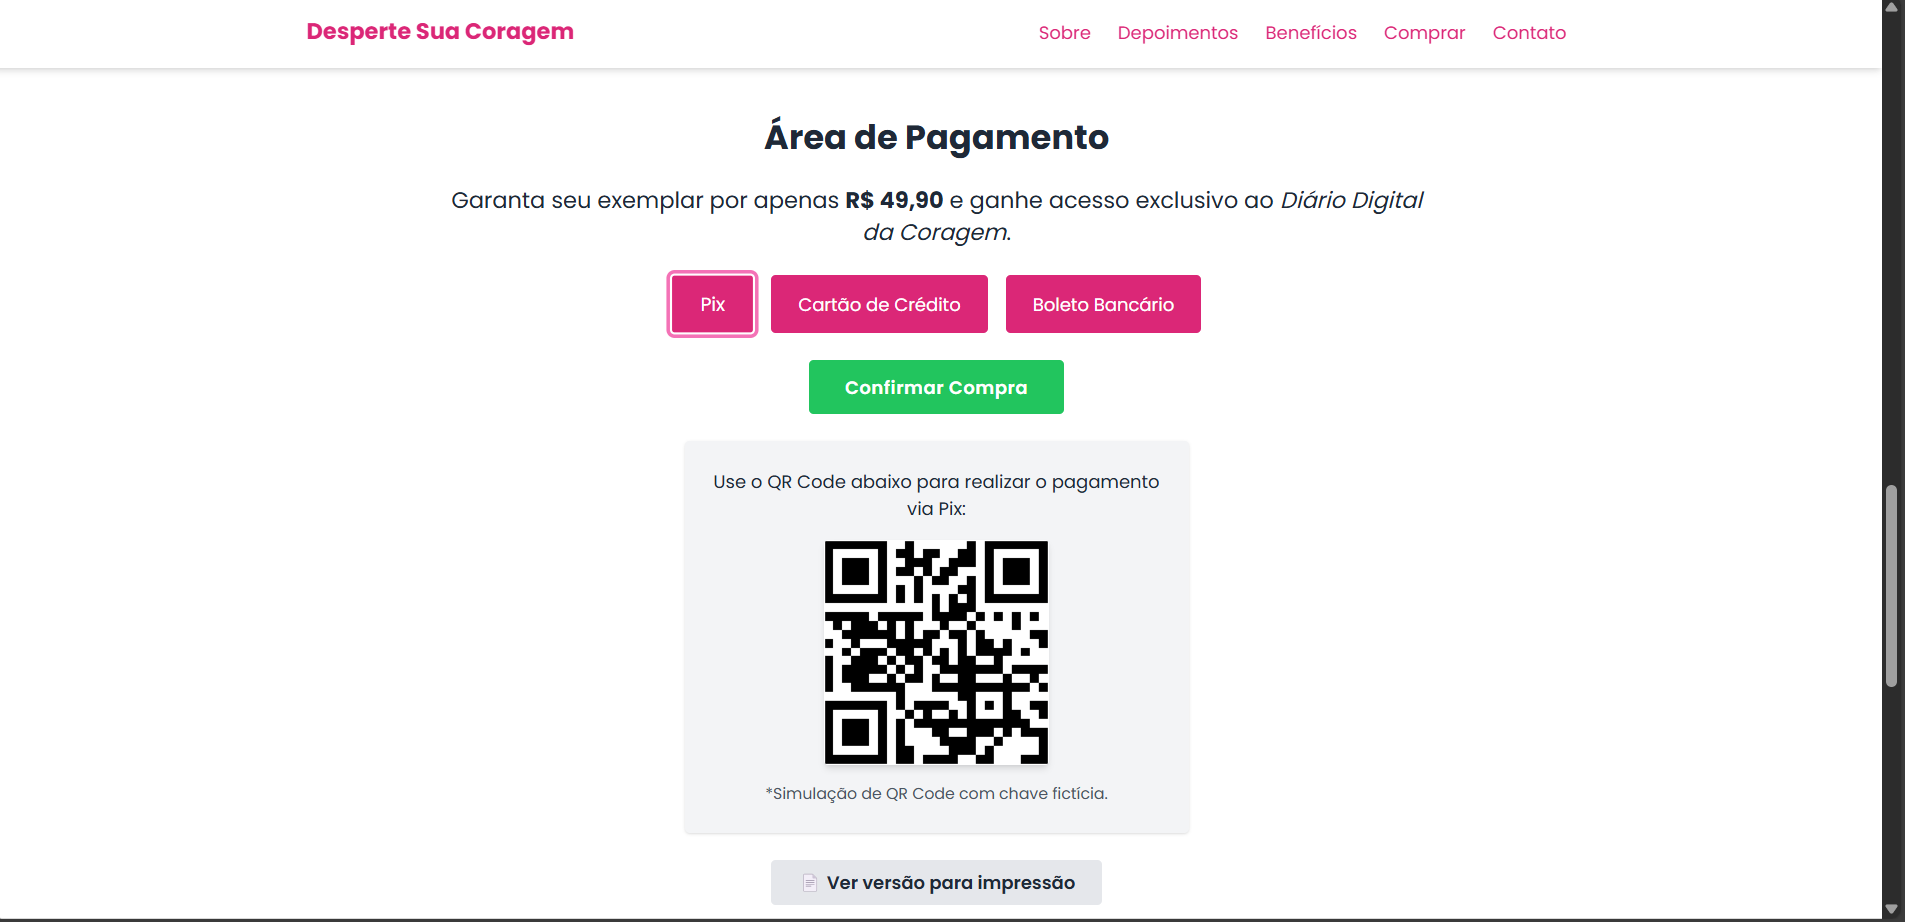 Desperte Sua Coragem
Sobre Depoimentos Benefícios Comprar Contato
Área de Pagamento
Garanta seu exemplar por apenas R$ 49,90 e ganhe acesso exclusivo ao Diário Digital
da Coragem.
Pix Cartão de Crédito Boleto Bancário
Confirmar Compra
Use o QR Code abaixo para realizar o pagamento
via Pix:
*Simulação de QR Code com chave fictícia.
Ver versão para impressão